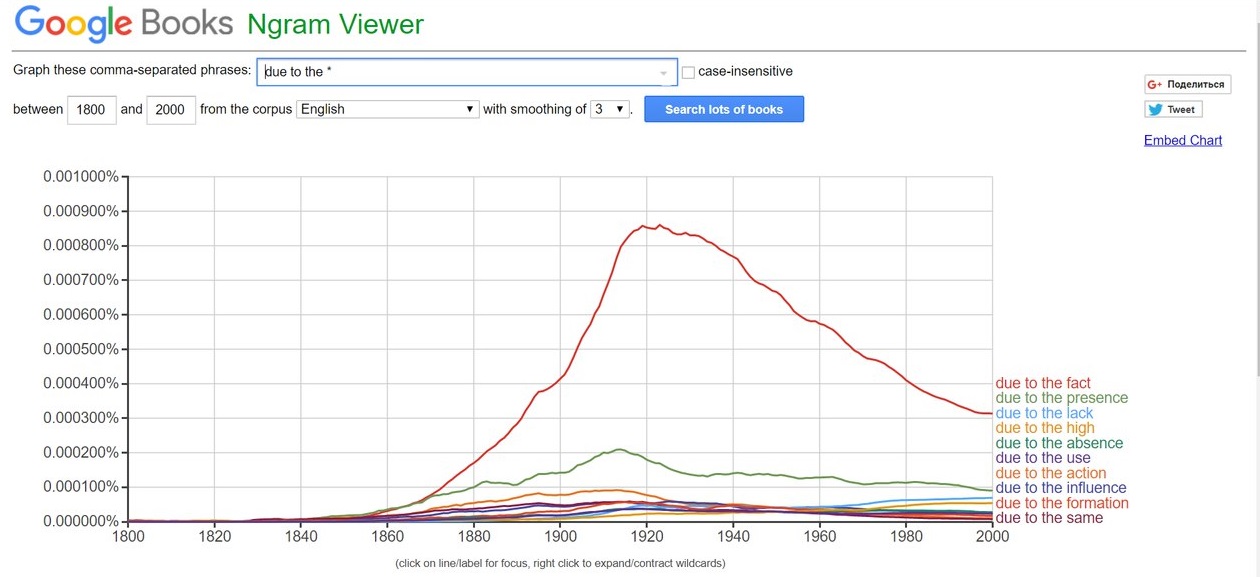 Google Books Ngram Viewer
Graph these comma-separated phrases: due to the * case-insensitive
between 1800 and 2000 from the corpus English with smoothing of 3 . Search lots of books
G+ Поделиться
Tweet
Embed Chart
0.001000%
0.000900%
0.000800%
0.000700%
0.000600%
0.000500%
0.000400%
0.000300%
0.000200%
0.000100%
0.000000%
due to the fact
due to the presence
due to the lack
due to the high
due to the absence
due to the use
due to the action
due to the influence
due to the formation
due to the same
1800 1820 1840 1860 1880 1900 1920 1940 1960 1980 2000
(click on line/label for focus, right click to expand/contract wildcards)